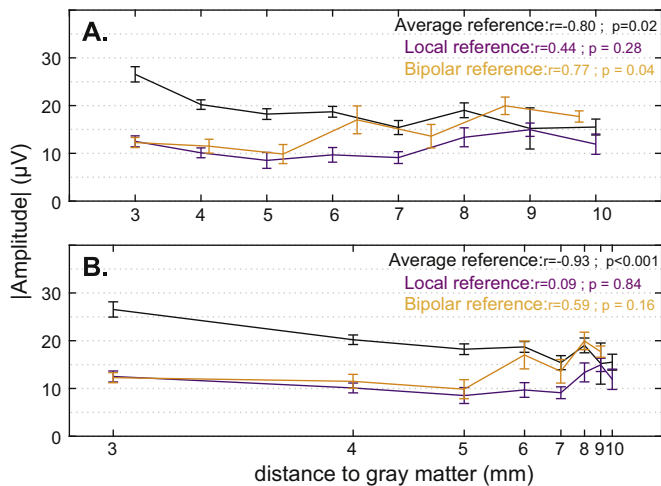 A.
Average reference:r=-0.80 ; p=0.02
Local reference:r=0.44 ; p = 0.28
Bipolar reference:r=0.77 ; p = 0.04
40
30
20
10
0
3 4 5 6 7 8 9 10
|Amplitude| (µV)
B.
Average reference:r=-0.93 ; p<0.001
Local reference:r=0.09 ; p = 0.84
Bipolar reference:r=0.59 ; p = 0.16
40
30
20
10
0
3 4 5 6 7 8 9 10
distance to gray matter (mm)